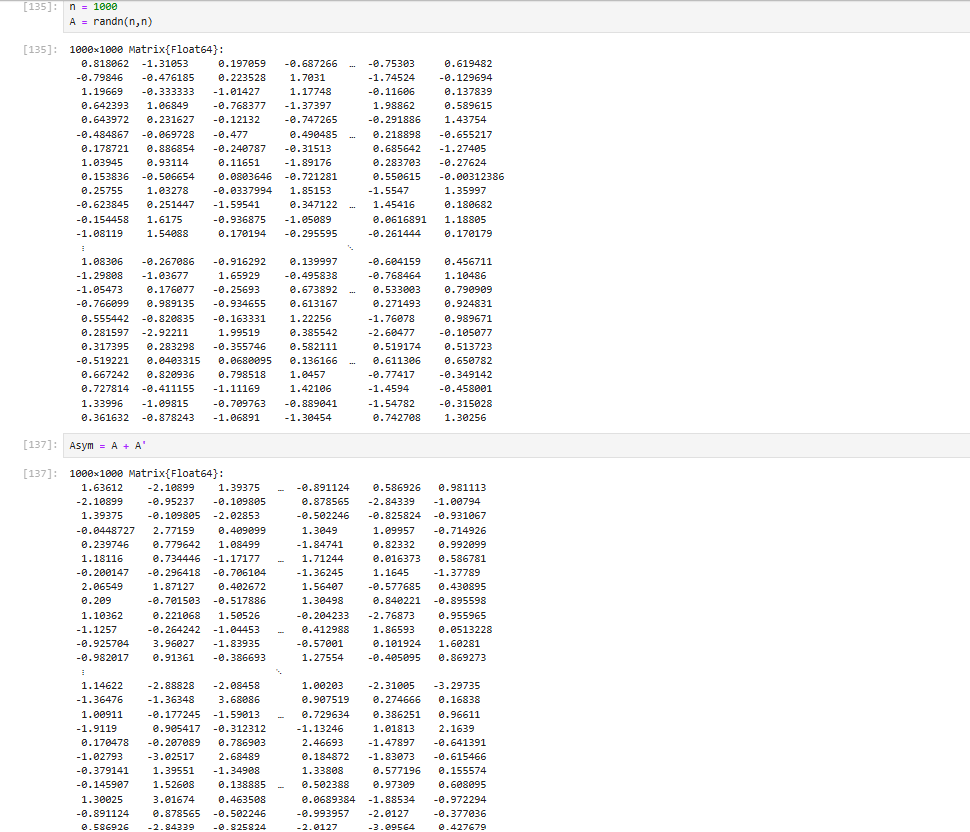 [135]: n = 1000
A = randn(n,n)
[135]: 1000×1000 Matrix{Float64}:
0.818062 -1.31053 0.197059 -0.687266 … -0.75303 0.619482
-0.79846 -0.476185 0.223528 1.7031 -1.74524 -0.129694
1.19669 -0.333333 -1.01427 1.17748 -0.11606 0.137839
0.642393 1.06849 -0.768377 -1.37397 1.98862 0.589615
0.643972 0.231627 -0.12132 -0.747265 -0.291886 1.43754
-0.484867 -0.069728 -0.477 0.490485 … 0.218898 -0.655217
0.178721 0.886854 -0.240787 -0.31513 0.685642 -1.27405
1.03945 0.93114 0.11651 -1.89176 0.283703 -0.27624
0.153836 -0.506654 0.0803646 -0.721281 0.550615 -0.00312386
0.25755 1.03278 -0.0337994 1.85153 -1.5547 1.35997
-0.623845 0.251447 -1.59541 0.347122 … 1.45416 0.180682
-0.154458 1.6175 -0.936875 -1.05089 0.0616891 1.18805
-1.08119 1.54088 0.170194 -0.295595 -0.261444 0.170179
⋮ ⋱
1.08306 -0.267086 -0.916292 0.139997 -0.604159 0.456711
-1.29808 -1.03677 1.65929 -0.495838 -0.768464 1.10486
-1.05473 0.176077 -0.25693 0.673892 … 0.533003 0.790909
-0.766099 0.989135 -0.934655 0.613167 0.271493 0.924831
0.555442 -0.820835 -0.163331 1.22256 -1.76078 0.989671
0.281597 -2.92211 1.99519 0.385542 -2.60477 -0.105077
0.317395 0.283298 -0.355746 0.582111 0.519174 0.513723
-0.519221 0.0403315 0.0680095 0.136166 … 0.611306 0.650782
0.667242 0.820936 0.798518 1.0457 -0.77417 -0.349142
0.727814 -0.411155 -1.11169 1.42106 -1.4594 -0.458001
1.33996 -1.09815 -0.709763 -0.889041 -1.54782 -0.315028
0.361632 -0.878243 -1.06891 -1.30454 0.742708 1.30256
[137]: Asym = A + A'
[137]: 1000×1000 Matrix{Float64}:
1.63612 -2.10899 1.39375 … -0.891124 0.586926 0.981113
-2.10899 -0.95237 -0.109805 0.878565 -2.84339 -1.00794
1.39375 -0.109805 -2.02853 -0.502246 -0.825824 -0.931067
-0.0448727 2.77159 0.409099 1.3049 1.09957 -0.714926
0.239746 0.779642 1.08499 -1.84741 0.82332 0.992099
1.18116 0.734446 -1.17177 … 1.71244 0.016373 0.586781
-0.200147 -0.296418 -0.706104 -1.36245 1.1645 -1.37789
2.06549 1.87127 0.402672 1.56407 -0.577685 0.430895
0.209 -0.701503 -0.517886 1.30498 0.840221 -0.895598
1.10362 0.221068 1.50526 -0.204233 -2.76873 0.955965
-1.1257 -0.264242 -1.04453 … 0.412988 1.86593 0.0513228
-0.925704 3.96027 -1.83935 -0.57001 0.101924 1.60281
-0.982017 0.91361 -0.386693 1.27554 -0.405095 0.869273
⋮ ⋱
1.14622 -2.88828 -2.08458 1.00203 -2.31005 -3.29735
-1.36476 -1.36348 3.68086 0.907519 0.274666 0.16838
1.00911 -0.177245 -1.59013 … 0.729634 0.386251 0.96611
-1.9119 0.905417 -0.312312 -1.13246 1.01813 2.1639
0.170478 -0.207089 0.786903 2.46693 -1.47897 -0.641391
-1.02793 -3.02517 2.68489 0.184872 -1.83073 -0.615466
-0.379141 1.39551 -1.34908 1.33808 0.577196 0.155574
-0.145907 1.52608 0.138885 … 0.502388 0.97309 0.608095
1.30025 3.01674 0.463508 0.0689384 -1.88534 -0.972294
-0.891124 0.878565 -0.502246 -0.993957 -2.0127 -0.377036
0.586926 -2.84339 -0.825824 -2.0127 -3.09564 0.427679